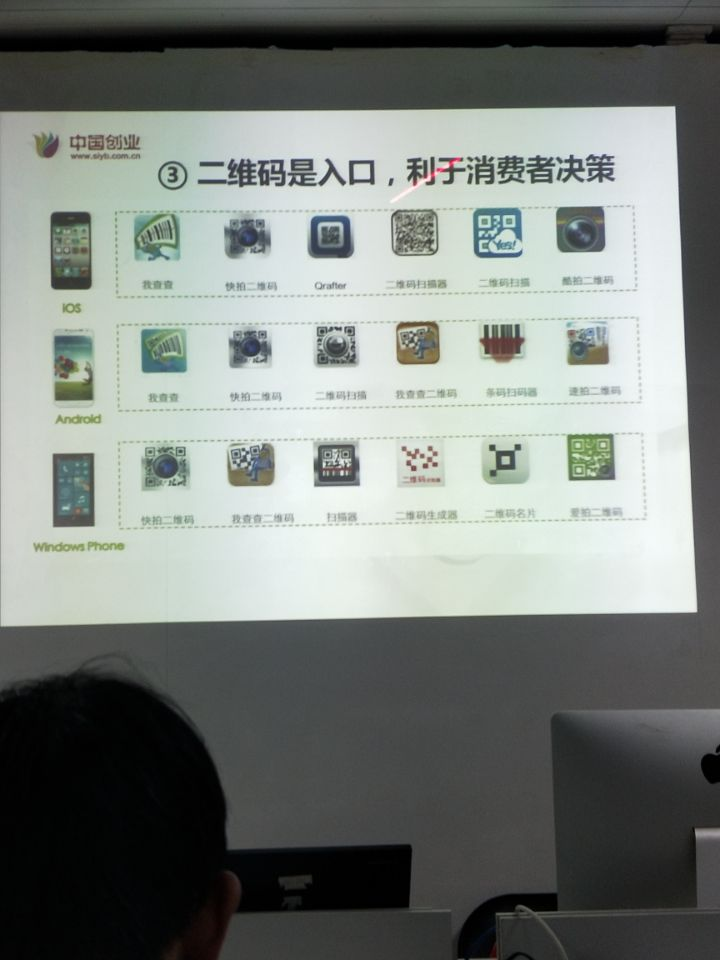 中国创业
www.siyb.com.cn
③ 二维码是入口，利于消费者决策
我查查 快拍二维码 Qrafter 二维码扫描器 二维码扫描 酷拍二维码
Yes!
iOS
我查查 快拍二维码 二维码扫描 我查查二维码 条码扫码器 速拍二维码
Android
快拍二维码 我查查二维码 扫描器 二维码生成器 二维码名片 爱拍二维码
Windows Phone